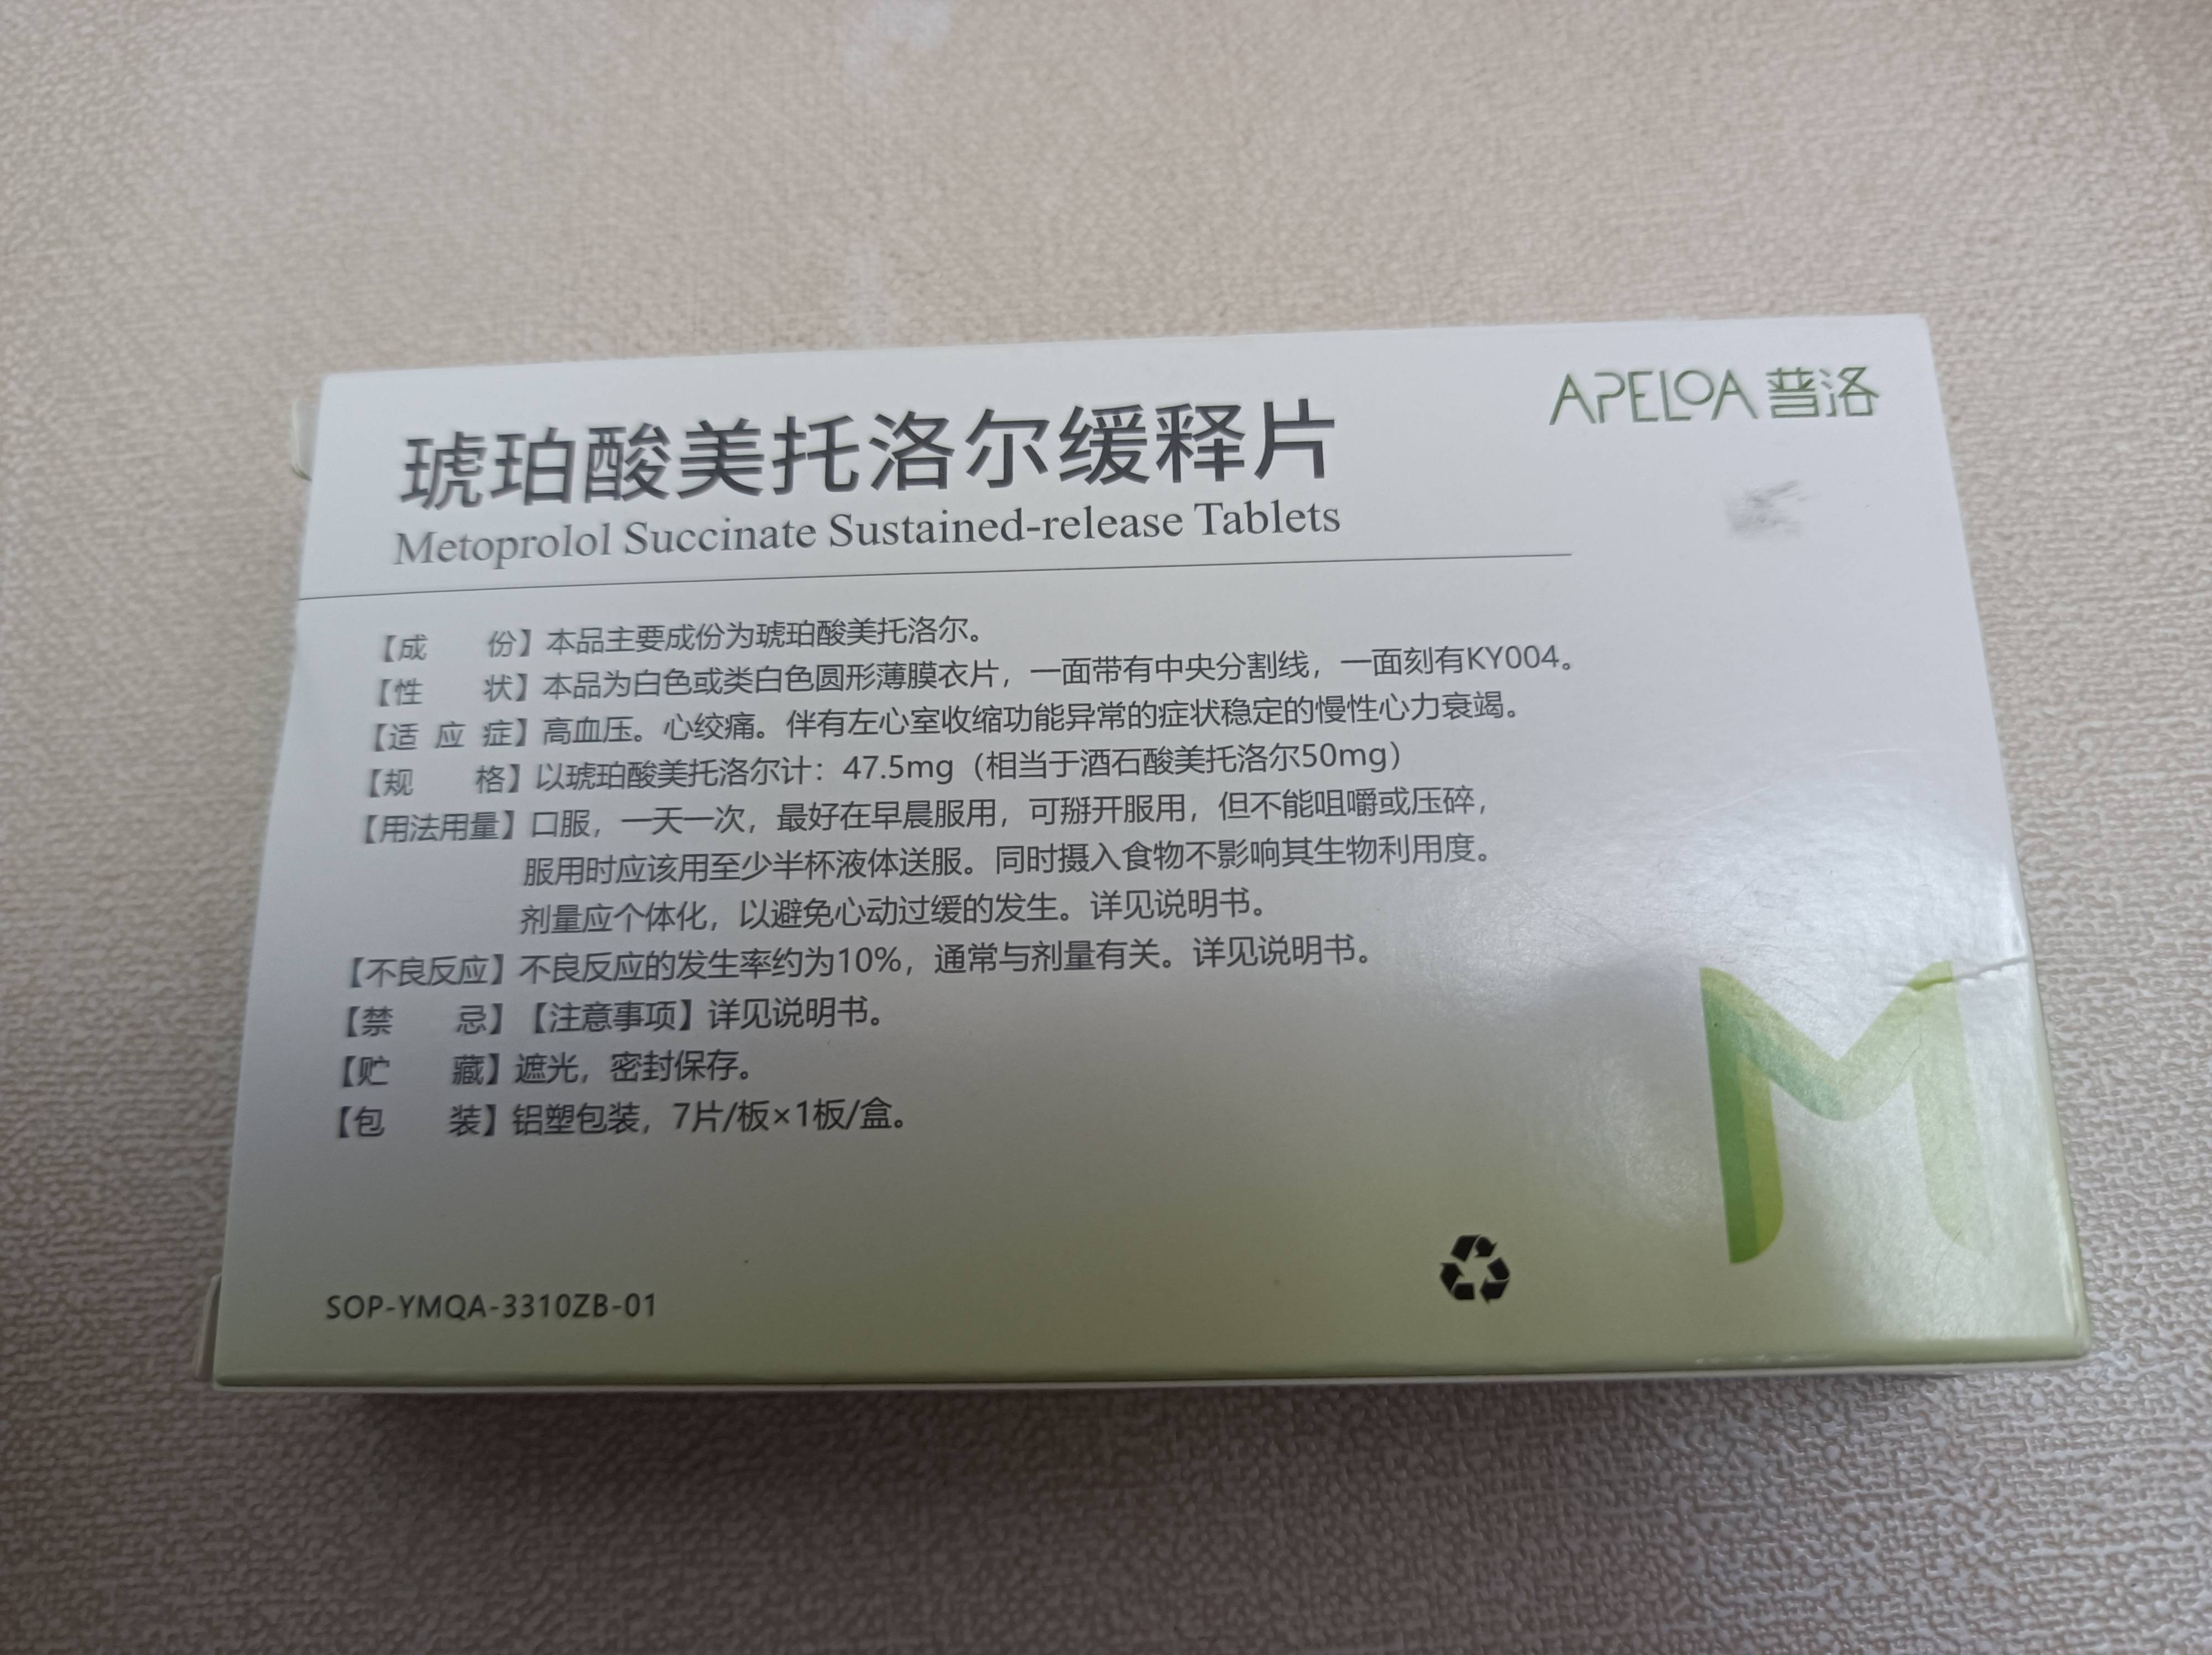 APELOA 普洛
琥珀酸美托洛尔缓释片
Metoprolol Succinate Sustained-release Tablets
【成 份】本品主要成份为琥珀酸美托洛尔。
【性 状】本品为白色或类白色圆形薄膜衣片，一面带有中央分割线，一面刻有KY004。
【适 应 症】高血压。心绞痛。伴有左心室收缩功能异常的症状稳定的慢性心力衰竭。
【规 格】以琥珀酸美托洛尔计：47.5mg（相当于酒石酸美托洛尔50mg）
【用法用量】口服，一天一次，最好在早晨服用，可掰开服用，但不能咀嚼或压碎，
服用时应该用至少半杯液体送服。同时摄入食物不影响其生物利用度。
剂量应个体化，以避免心动过缓的发生。详见说明书。
【不良反应】不良反应的发生率约为10%，通常与剂量有关。详见说明书。
【禁 忌】【注意事项】详见说明书。
【贮 藏】遮光，密封保存。
【包 装】铝塑包装，7片/板×1板/盒。
M
SOP-YMQA-3310ZB-01